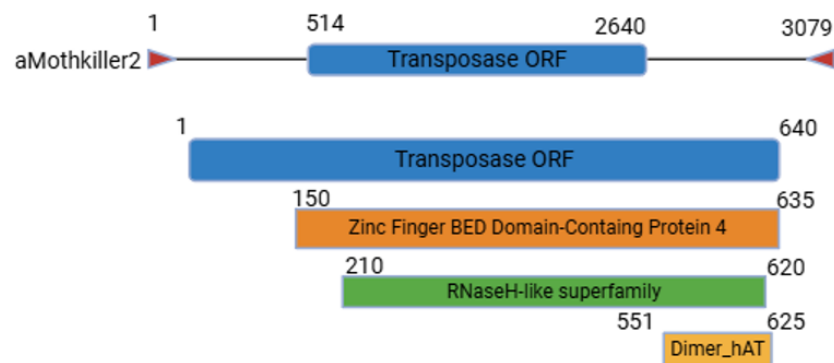 1 514 2640 3079
aMothkiller2 Transposase ORF
1 640
Transposase ORF
150 635
Zinc Finger BED Domain-Containg Protein 4
210 620
RNaseH-like superfamily
551 625
Dimer_hAT